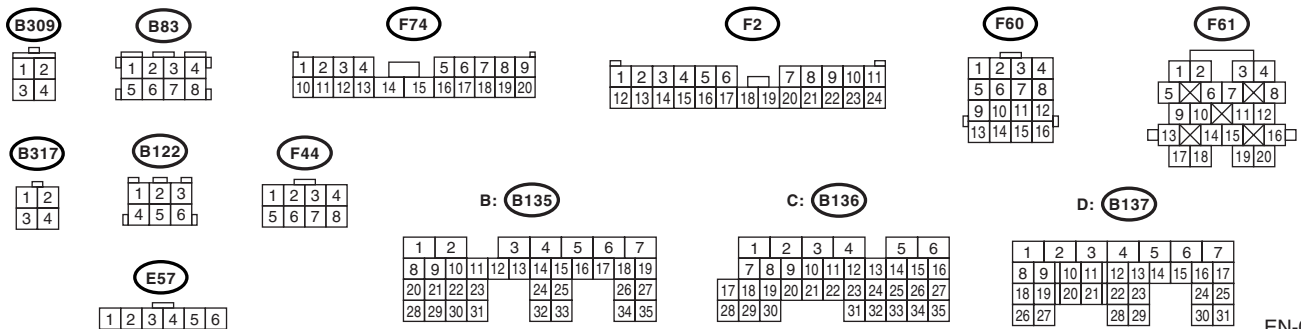 B309
1 2
3 4
B83
1 2 3 4
5 6 7 8
F74
1 2 3 4 5 6 7 8 9
10 11 12 13 14 15 16 17 18 19 20
F2
1 2 3 4 5 6 7 8 9 10 11
12 13 14 15 16 17 18 19 20 21 22 23 24
F60
1 2 3 4
5 6 7 8
9 10 11 12
13 14 15 16
F61
1 2 3 4
5 6 7 8
9 10 11 12
13 14 15 16
17 18 19 20
B317
1 2
3 4
B122
1 2 3
4 5 6
F44
1 2 3 4
5 6 7 8
B: B135
1 2 3 4 5 6 7
8 9 10 11 12 13 14 15 16 17 18 19
20 21 22 23 24 25 26 27
28 29 30 31 32 33 34 35
C: B136
1 2 3 4 5 6
7 8 9 10 11 12 13 14 15 16
17 18 19 20 21 22 23 24 25 26 27
28 29 30 31 32 33 34 35
D: B137
1 2 3 4 5 6 7
8 9 10 11 12 13 14 15 16 17
18 19 20 21 22 23 24 25
26 27 28 29 30 31
E57
1 2 3 4 5 6